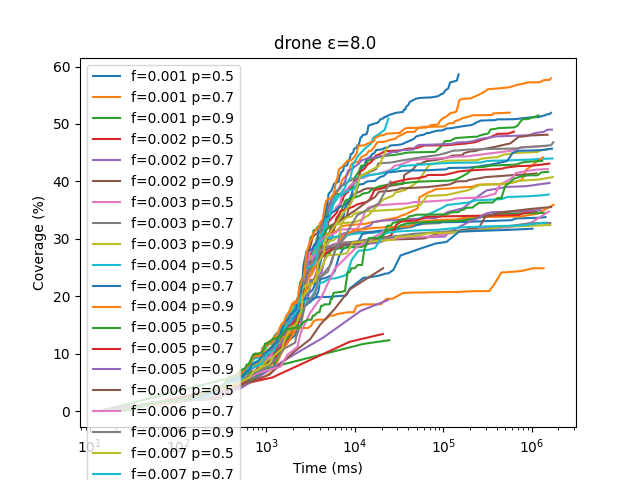 drone ε=8.0
Coverage (%)
60
50
40
30
20
10
0
f=0.001 p=0.5
f=0.001 p=0.7
f=0.001 p=0.9
f=0.002 p=0.5
f=0.002 p=0.7
f=0.002 p=0.9
f=0.003 p=0.5
f=0.003 p=0.7
f=0.003 p=0.9
f=0.004 p=0.5
f=0.004 p=0.7
f=0.004 p=0.9
f=0.005 p=0.5
f=0.005 p=0.7
f=0.005 p=0.9
f=0.006 p=0.5
f=0.006 p=0.7
f=0.006 p=0.9
f=0.007 p=0.5
f=0.007 p=0.7
10¹ 10² 10³ 10⁴ 10⁵ 10⁶
Time (ms)